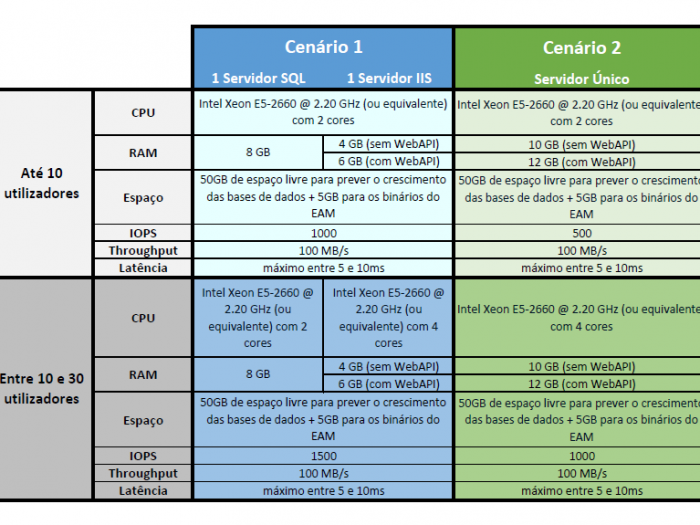 Cenário 1
Cenário 2
1 Servidor SQL
1 Servidor IIS
Servidor Único
Até 10
utilizadores
CPU
Intel Xeon E5-2660 @ 2.20 GHz (ou equivalente)
com 2 cores
Intel Xeon E5-2660 @ 2.20 GHz (ou equivalente
com 2 cores
RAM
8 GB
4 GB (sem WebAPI)
6 GB (com WebAPI)
10 GB (sem WebAPI)
12 GB (com WebAPI)
Espaço
50GB de espaço livre para prever o crescimento
das bases de dados + 5GB para os binários do
EAM
50GB de espaço livre para prever o crescimento
das bases de dados + 5GB para os binários do
EAM
IOPS
1000
500
Throughput
100 MB/s
100 MB/s
Latência
máximo entre 5 e 10ms
máximo entre 5 e 10ms
Entre 10 e 30
utilizadores
CPU
Intel Xeon E5-2660 @
2.20 GHz (ou
equivalente) com 2
cores
Intel Xeon E5-2660 @
2.20 GHz (ou
equivalente) com 4
cores
Intel Xeon E5-2660 @ 2.20 GHz (ou equivalente
com 4 cores
RAM
8 GB
4 GB (sem WebAPI)
6 GB (com WebAPI)
10 GB (sem WebAPI)
12 GB (com WebAPI)
Espaço
50GB de espaço livre para prever o crescimento
das bases de dados + 5GB para os binários do
EAM
50GB de espaço livre para prever o crescimento
das bases de dados + 5GB para os binários do
EAM
IOPS
1500
1000
Throughput
100 MB/s
100 MB/s
Latência
máximo entre 5 e 10ms
máximo entre 5 e 10ms